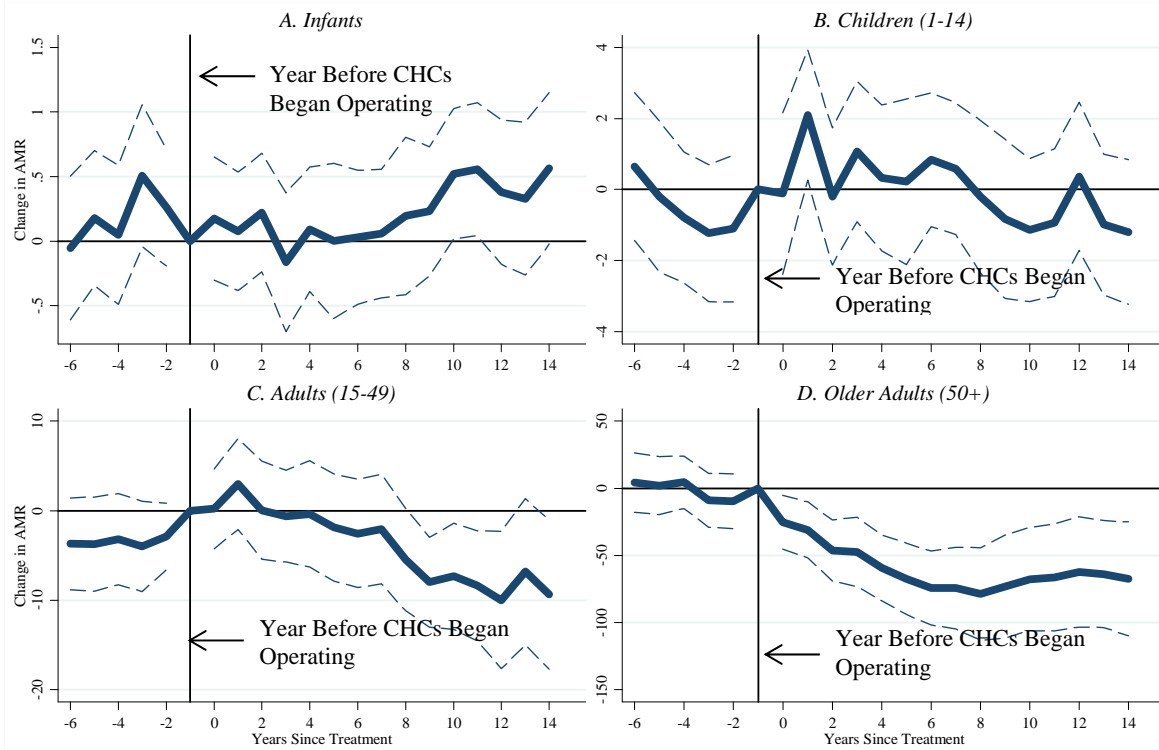 A. Infants
Change in AMR
1.5
1
.5
0
-.5
Year Before CHCs
Began Operating
-6 -4 -2 0 2 4 6 8 10 12 14
B. Children (1-14)
4
2
0
-2
-4
Year Before CHCs Began
Operating
-6 -4 -2 0 2 4 6 8 10 12 14
C. Adults (15-49)
Change in AMR
10
0
-10
-20
Year Before CHCs Began
Operating
-6 -4 -2 0 2 4 6 8 10 12 14
Years Since Treatment
D. Older Adults (50+)
50
0
-50
-100
-150
Year Before CHCs Began
Operating
-6 -4 -2 0 2 4 6 8 10 12 14
Years Since Treatment